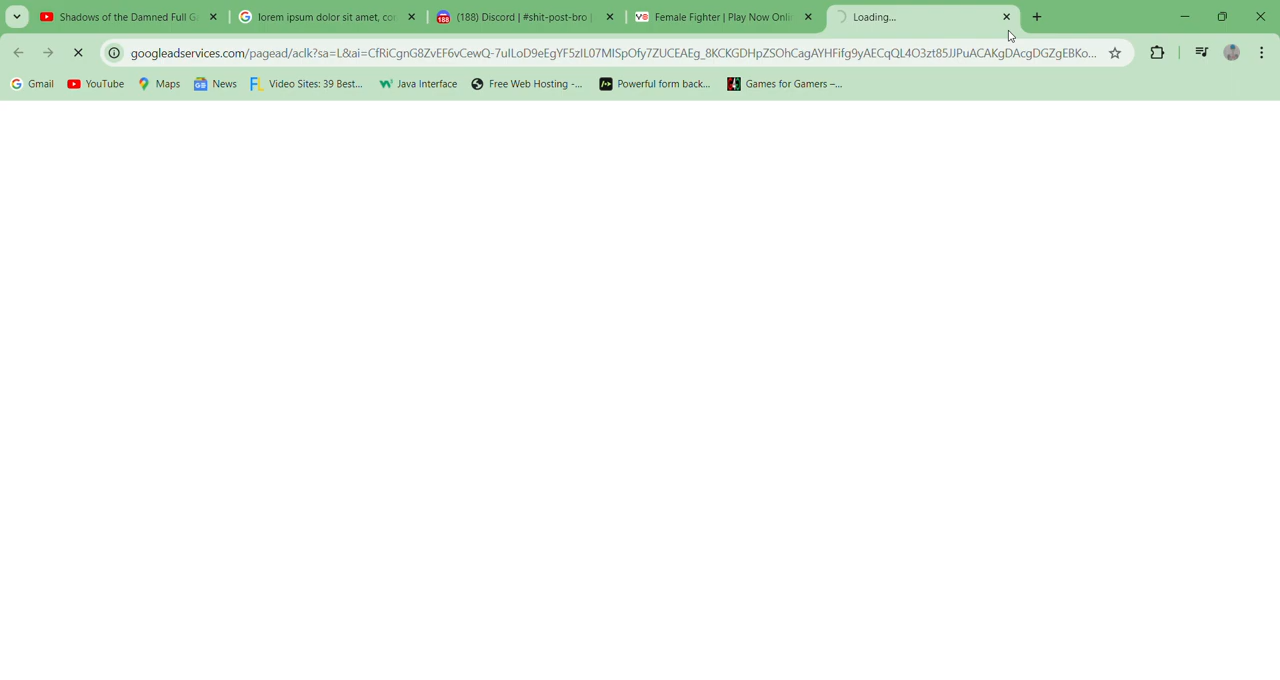 Shadows of the Damned Full G
lorem ipsum dolor sit amet, co
188
(188) Discord | #shit-post-bro |
Female Fighter | Play Now Onli
Loading...
googleadservices.com/pagead/aclk?sa=L&ai=CfRiCgnG8ZvEF6vCewQ-7uILoD9eEgYF5zIL07MISpOfy7ZUCEAEg_8KCKGDHpZSOhCagAYHFifg9yAECqQL4O3zt85JJPuACAKgDAcgDGZgEBKo...
Gmail
YouTube
Maps
News
Video Sites: 39 Best...
Java Interface
Free Web Hosting -...
Powerful form back...
Games for Gamers –...